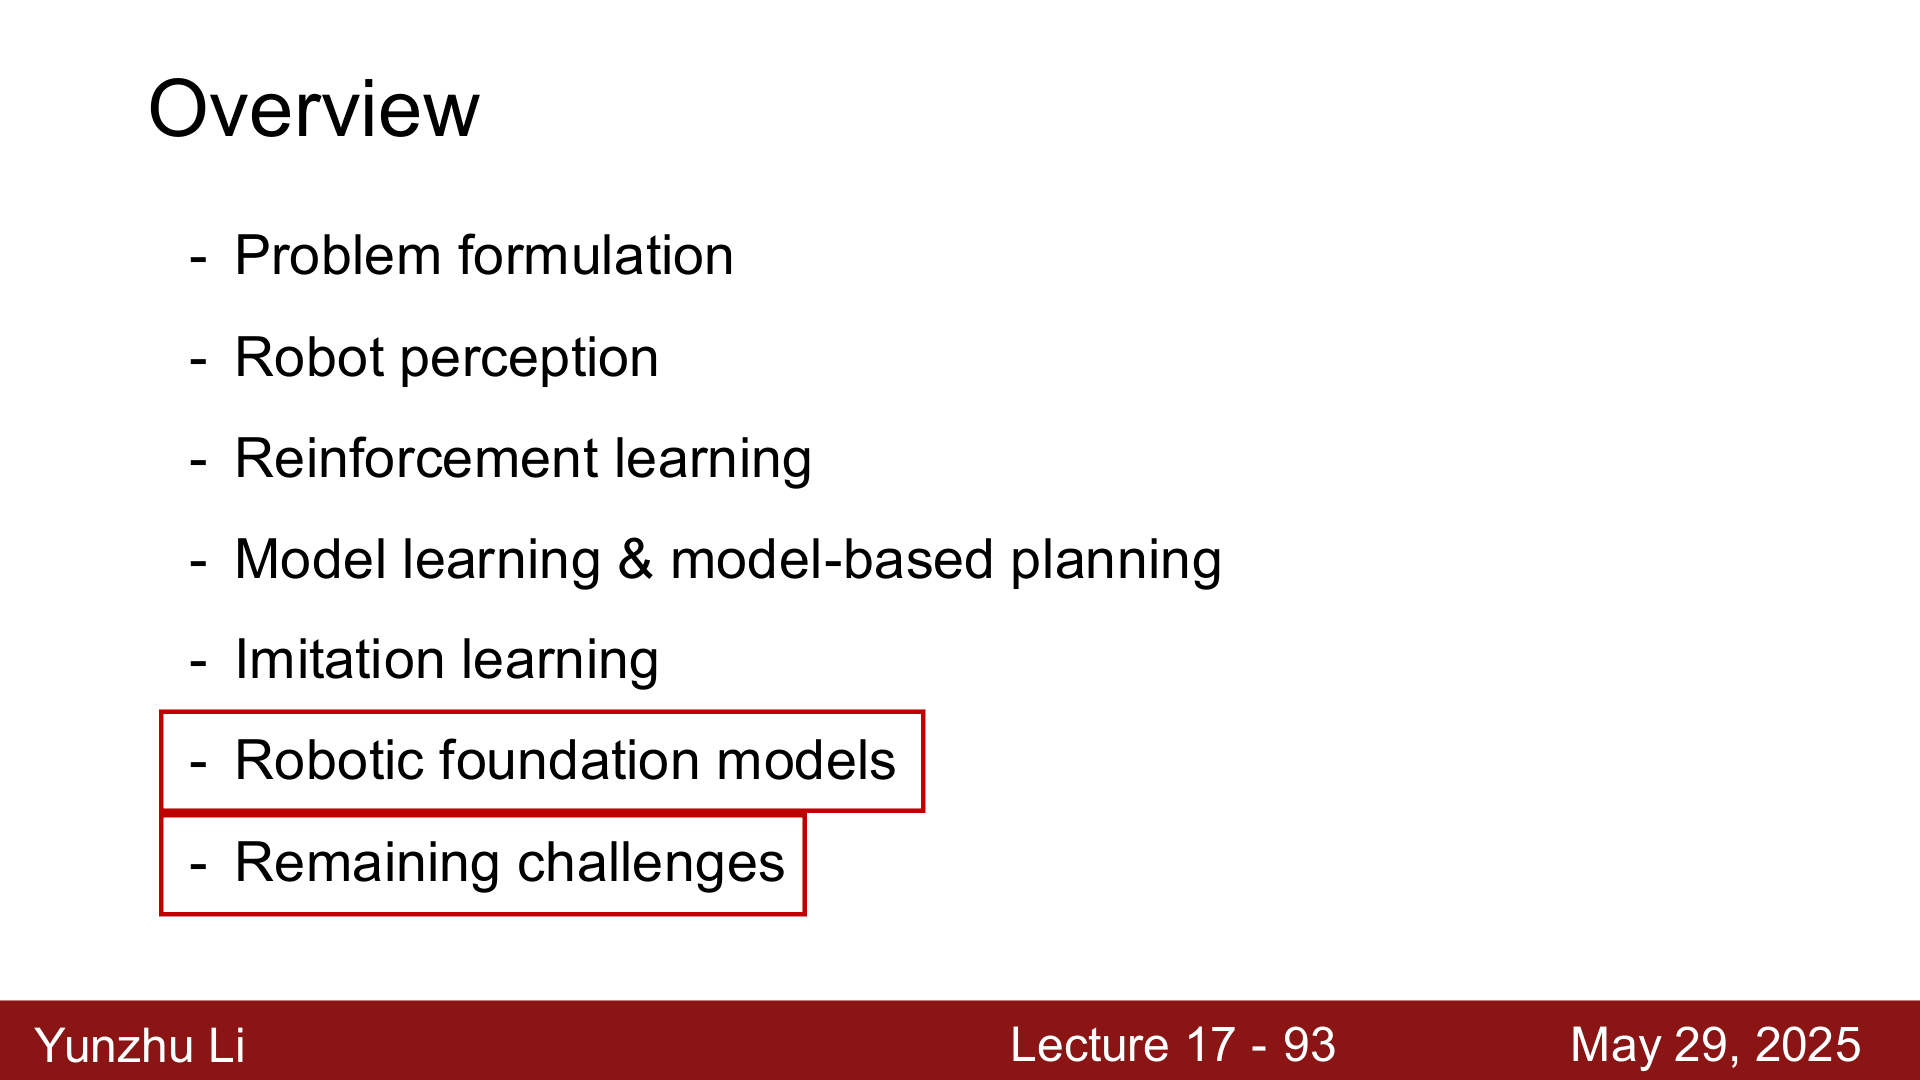 Overview
- Problem formulation
- Robot perception
- Reinforcement learning
- Model learning & model-based planning
- Imitation learning
- Robotic foundation models
- Remaining challenges
Yunzhu Li Lecture 17 - 93 May 29, 2025